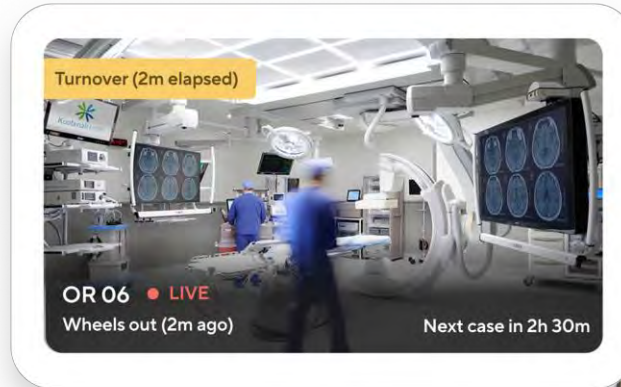 Turnover (2m elapsed)
OR 06 • LIVE
Wheels out (2m ago)
Next case in 2h 30m